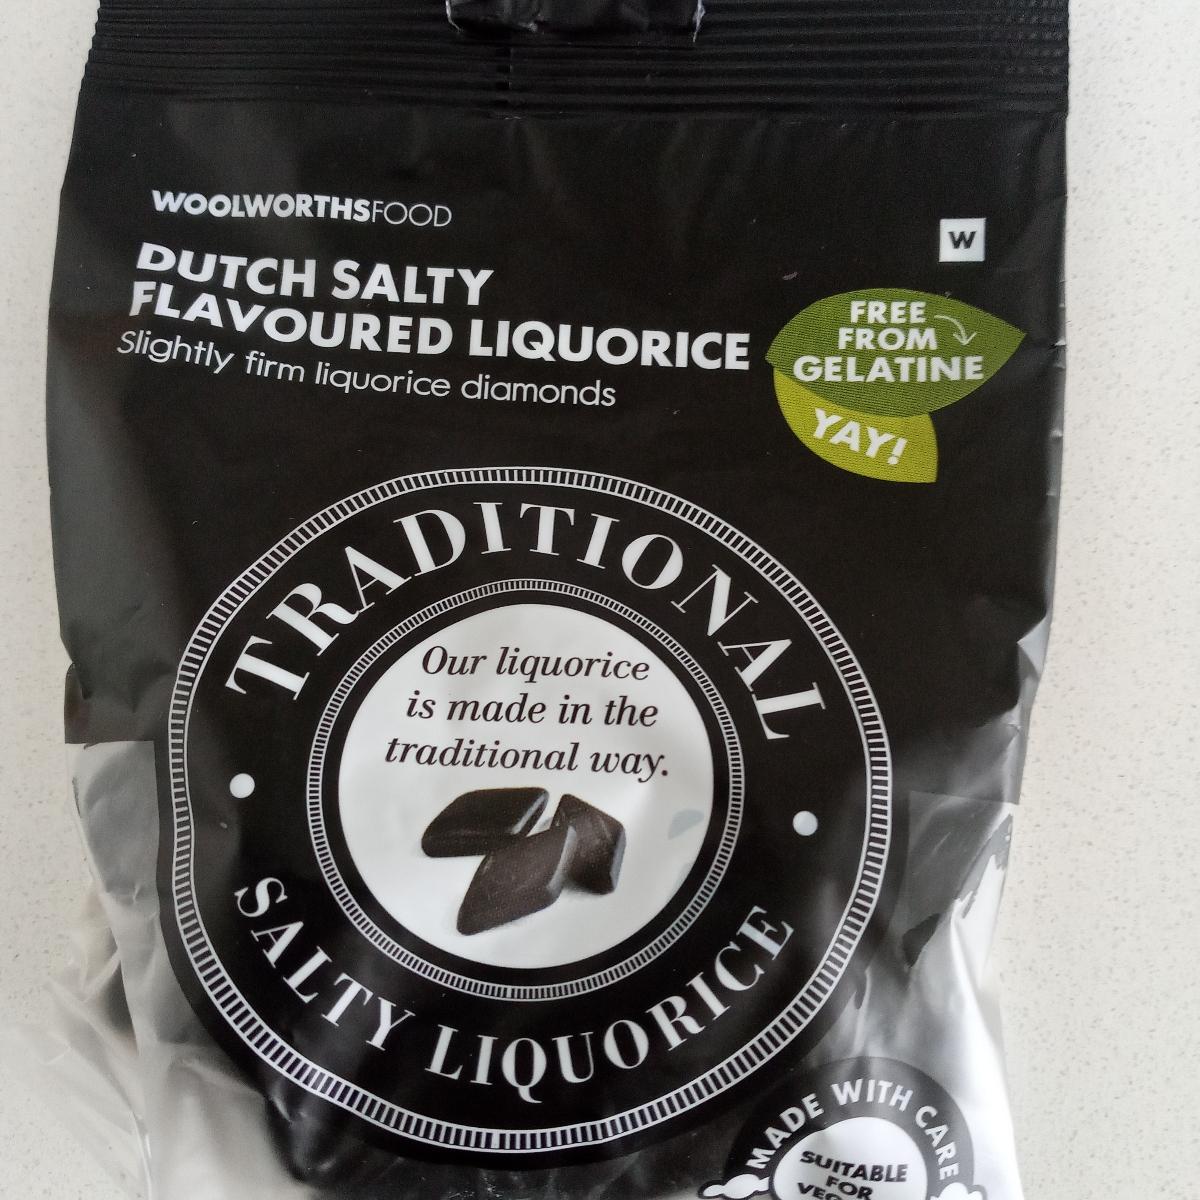 WOOLWORTHSFOOD
W
DUTCH SALTY
FLAVOURED LIQUORICE
Slightly firm liquorice diamonds
FREE
FROM
GELATINE
YAY!
TRADITIONAL
Our liquorice
is made in the
traditional way.
SALTY LIQUORICE
MADE WITH CARE
SUITABLE
FOR